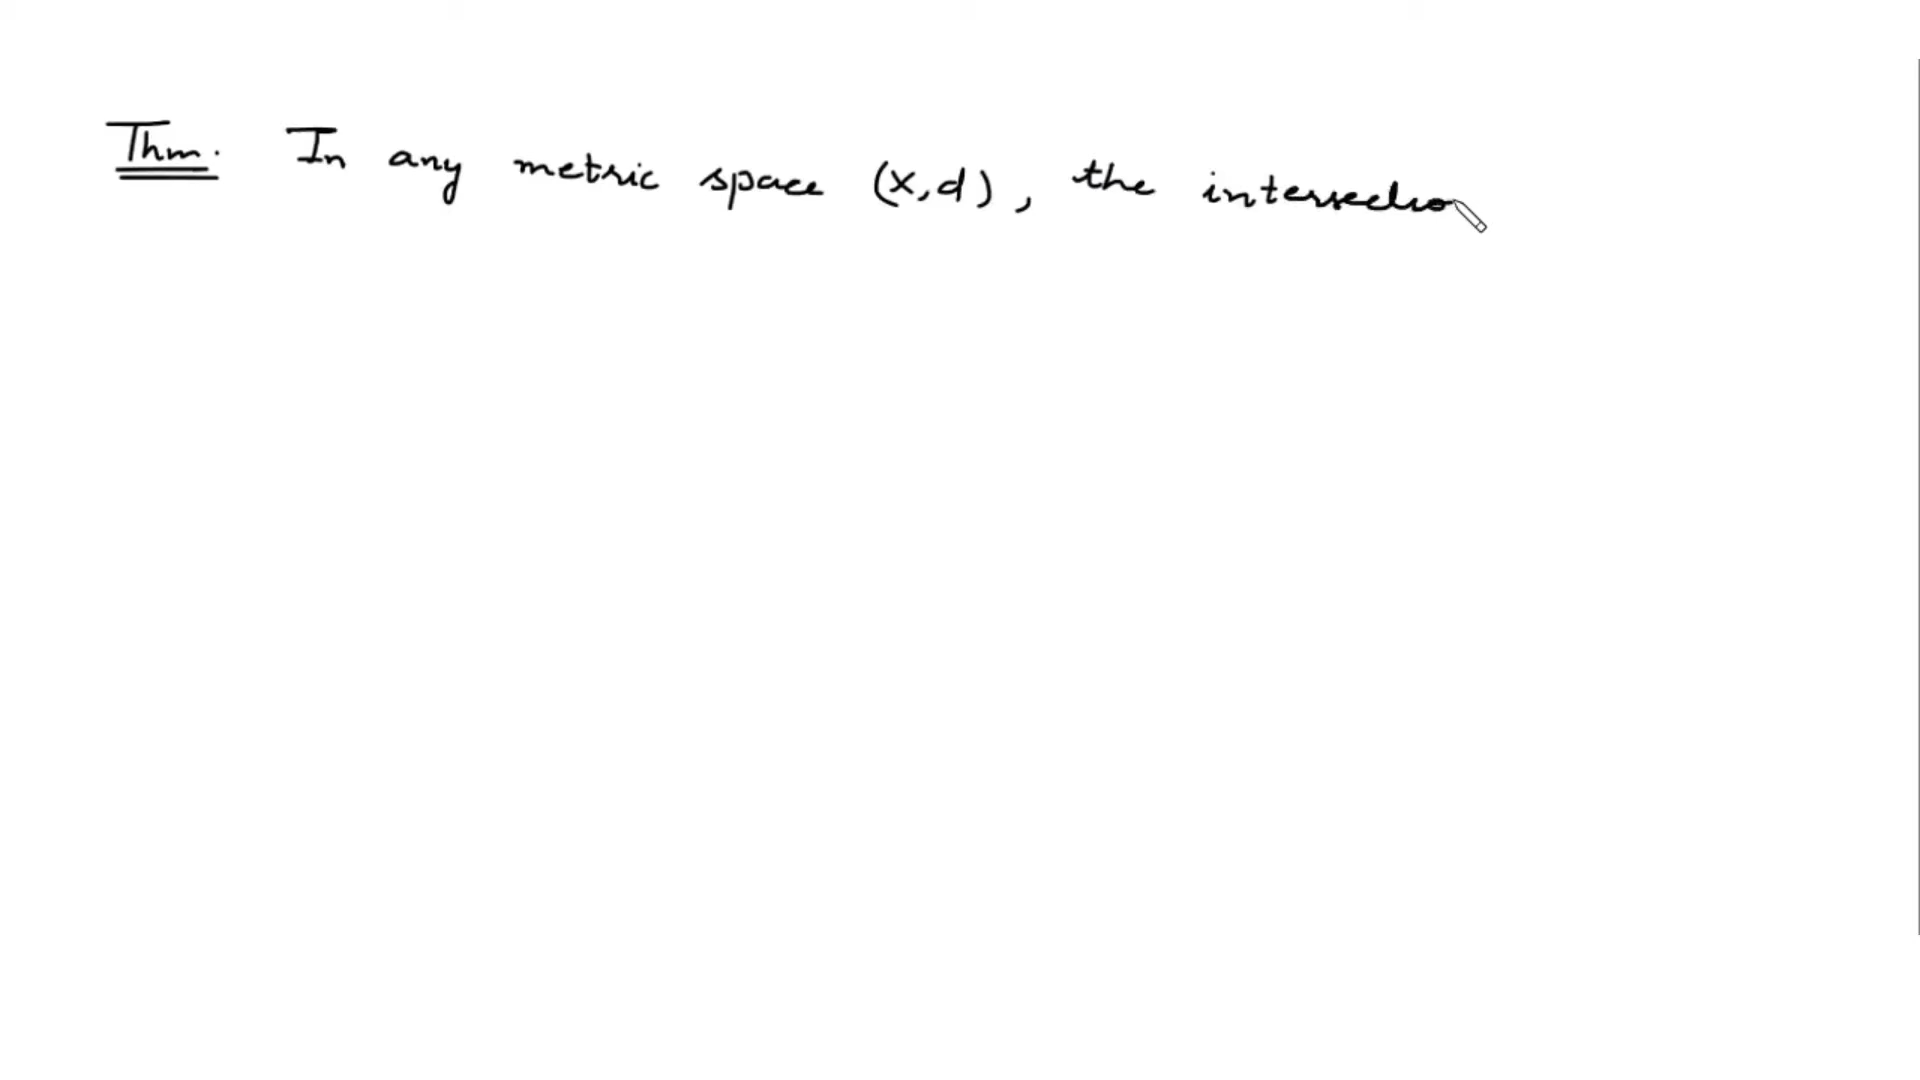 Thm. In any metric space (X,d), the intersectio